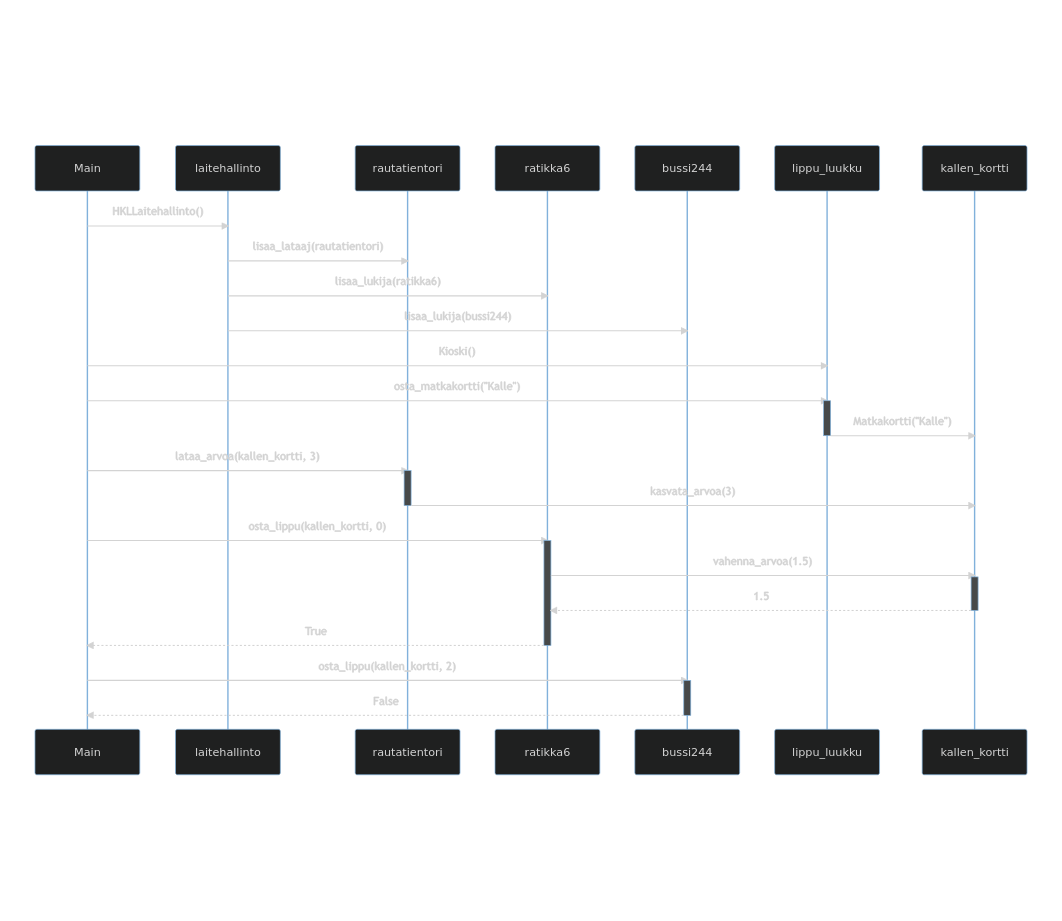 Main
laitehallinto
rautatientori
ratikka6
bussi244
lippu_luukku
kallen_kortti
HKLLaitehallinto()
lisaa_lataaj(rautatientori)
lisaa_lukija(ratikka6)
lisaa_lukija(bussi244)
Kioski()
osta_matkakortti("Kalle")
Matkakortti("Kalle")
lataa_arvoa(kallen_kortti, 3)
kasvata_arvoa(3)
osta_lippu(kallen_kortti, 0)
vahenna_arvoa(1.5)
1.5
True
osta_lippu(kallen_kortti, 2)
False
Main
laitehallinto
rautatientori
ratikka6
bussi244
lippu_luukku
kallen_kortti